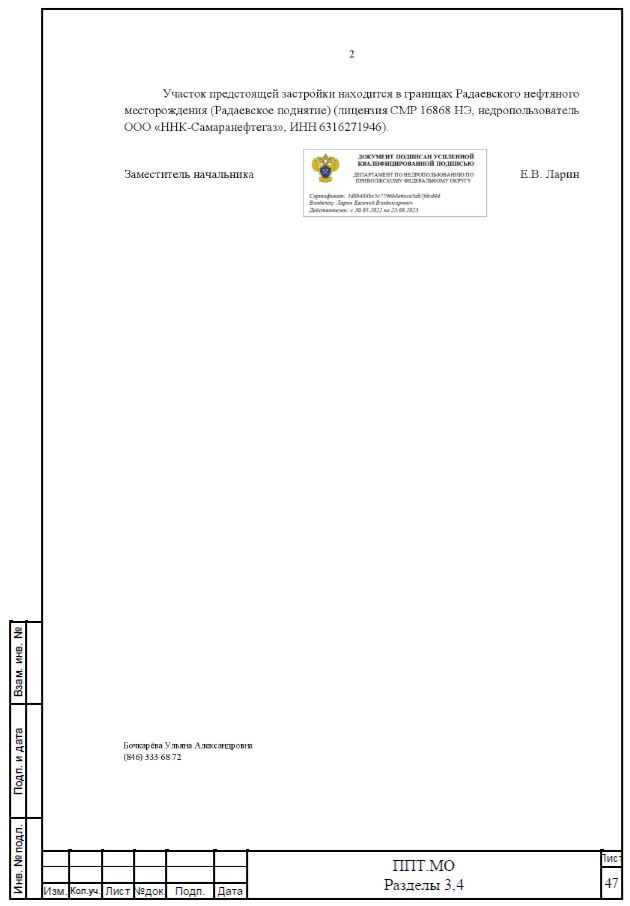 2
Участок предстоящей застройки находится в границах Радаевского нефтяного
месторождения (Радаевское поднятие) (лицензия СМР 16868 НЭ, недропользователь
ООО «ННК-Самаранефтегаз», ИНН 6316271946).
Заместитель начальника
ДОКУМЕНТ ПОДПИСАН УСИЛЕННОЙ
КВАЛИФИЦИРОВАННОЙ ПОДПИСЬЮ
ДЕПАРТАМЕНТ ПО НЕДРОПОЛЬЗОВАНИЮ ПО
ПРИВОЛЖСКОМУ ФЕДЕРАЛЬНОМУ ОКРУГУ
Сертификат:
Владелец: Ларин Евгений Владимирович
Действителен: с 30.05.2022 по 23.08.2023
Е.В. Ларин
Бочкарёва Ульяна Александровна
(846) 333 68 72
Взам. инв. №
Подп. и дата
Инв. № подл.
Изм. Кол.уч. Лист №док. Подп. Дата
ППТ.МО
Разделы 3,4
Лист
47